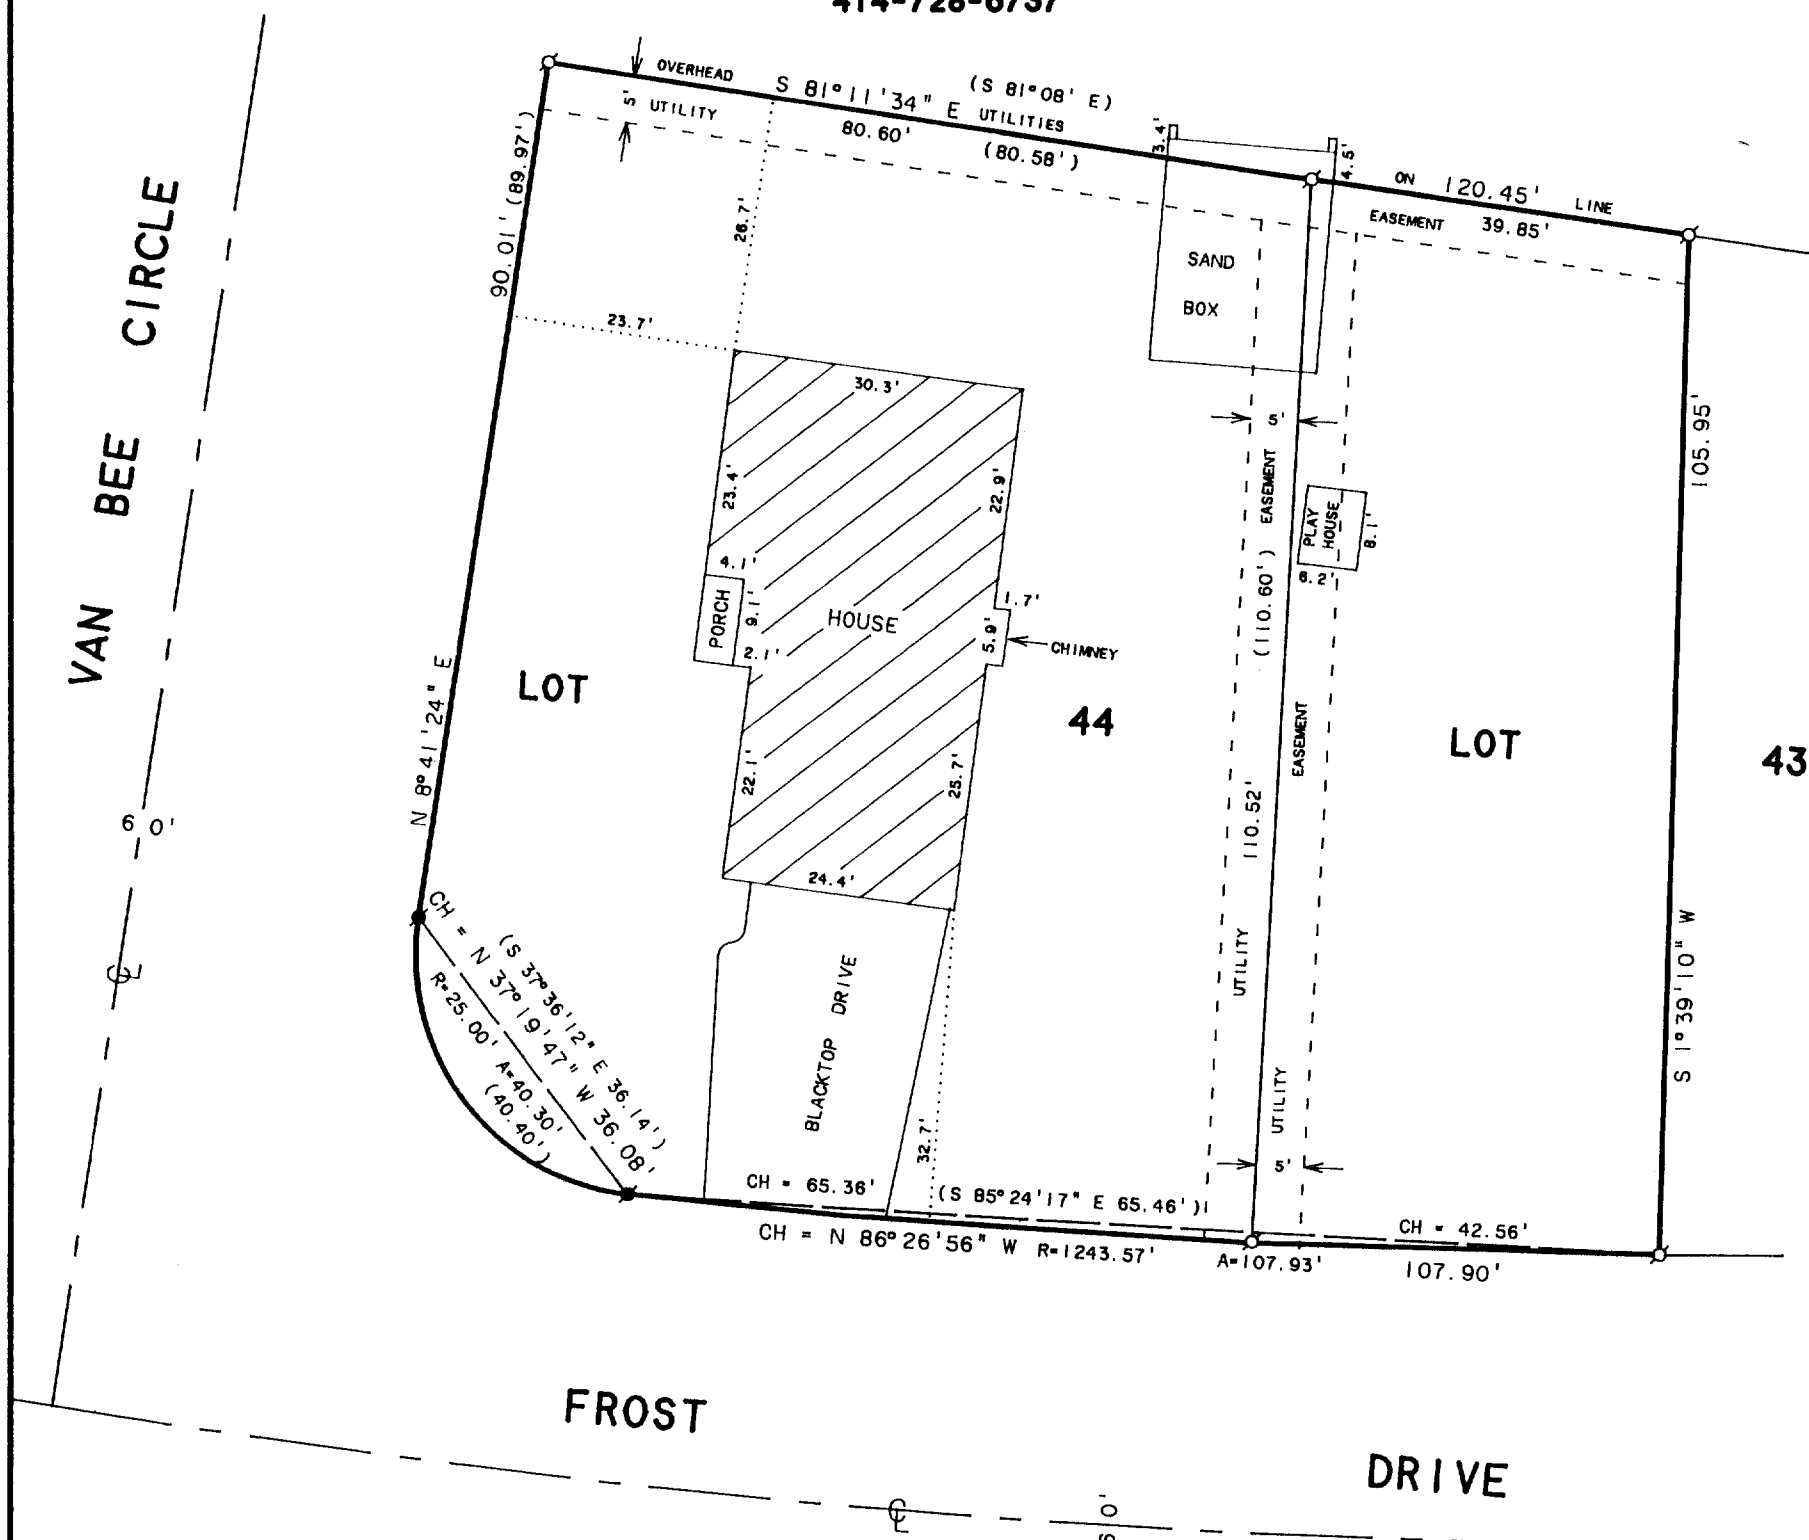 414-728-6737
OVERHEAD
S 81°11'34" E
(S 81°08' E)
UTILITIES
5'
UTILITY
80.60'
(80.58')
3.4'
4.5'
ON
120.45'
LINE
EASEMENT
39.85'
90.01' (89.97')
26.7'
SAND
BOX
23.7'
30.3'
VAN BEE CIRCLE
23.4'
22.9'
5'
EASEMENT
105.95'
PLAY
HOUSE
8.1'
6.2'
4.1'
PORCH
9.1'
2.1'
HOUSE
1.7'
5.9'
CHIMNEY
(110.60')
N 8°41'24" E
LOT
44
LOT
43
22.1'
25.7'
EASEMENT
110.52'
60'
24.4'
CH = N 37°19'47" W 36.08'
(S 37°36'12" E 36.14')
R=25.00' A=40.30'
(40.40')
BLACKTOP DRIVE
UTILITY
UTILITY
S 1°39'10" W
32.7'
5'
CH = 65.36'
(S 85°24'17" E 65.46')
CH = 42.56'
CH = N 86°26'56" W R=1243.57'
A=107.93'
107.90'
CL
FROST DRIVE
CL
60'